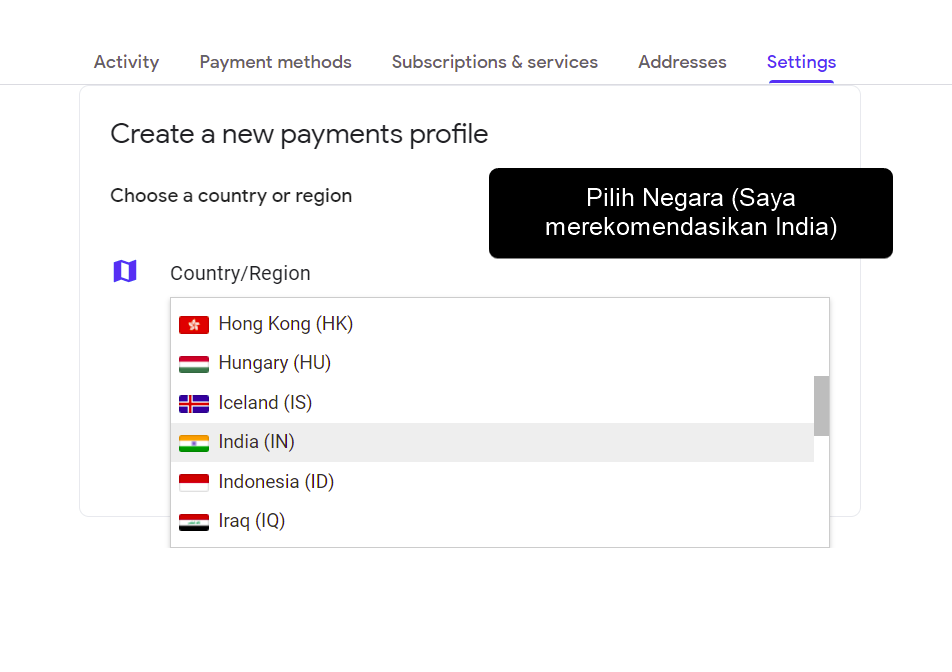 Activity Payment methods Subscriptions & services Addresses Settings
Create a new payments profile
Choose a country or region
Pilih Negara (Saya
merekomendasikan India)
Country/Region
Hong Kong (HK)
Hungary (HU)
Iceland (IS)
India (IN)
Indonesia (ID)
Iraq (IQ)